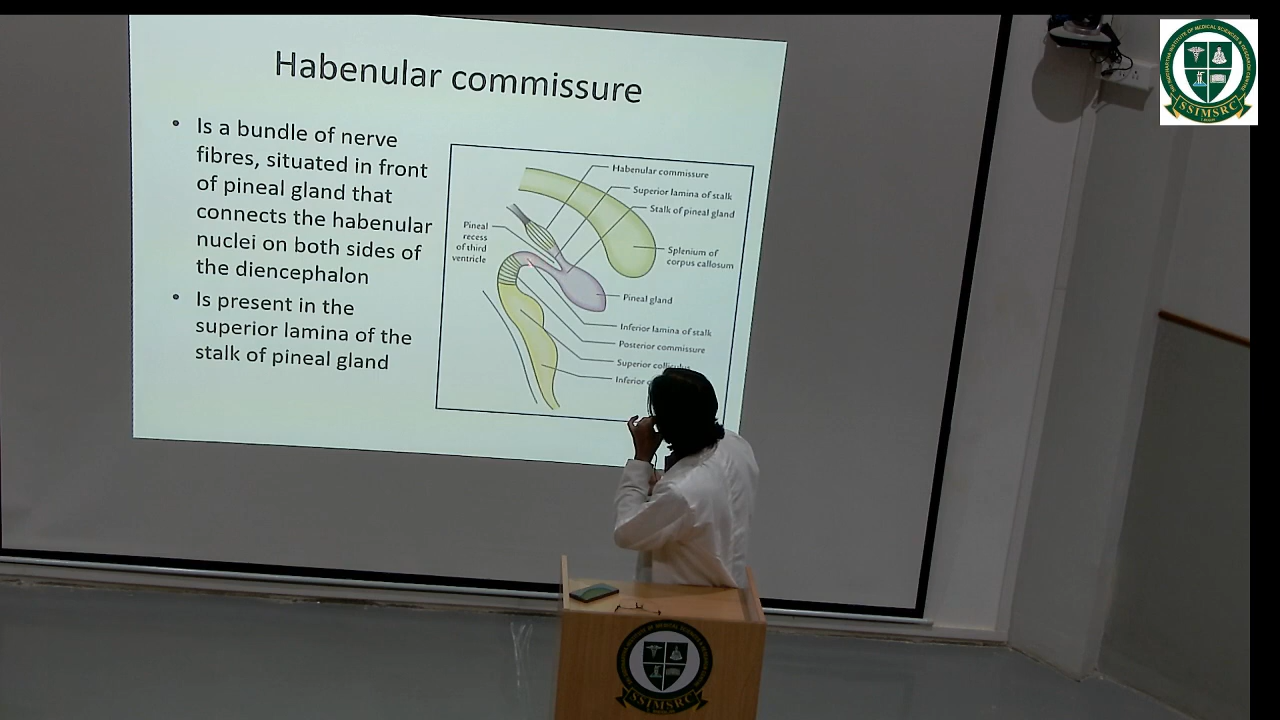 Habenular commissure
• Is a bundle of nerve
fibres, situated in front
of pineal gland that
connects the habenular
nuclei on both sides of
the diencephalon
• Is present in the
superior lamina of the
stalk of pineal gland
Habenular commissure
Superior lamina of stalk
Stalk of pineal gland
Pineal
recess
of third
ventricle
Splenium of
corpus callosum
Pineal gland
Inferior lamina of stalk
Posterior commissure
Superior
Inferior
SSIMSRC
SSIMSRC